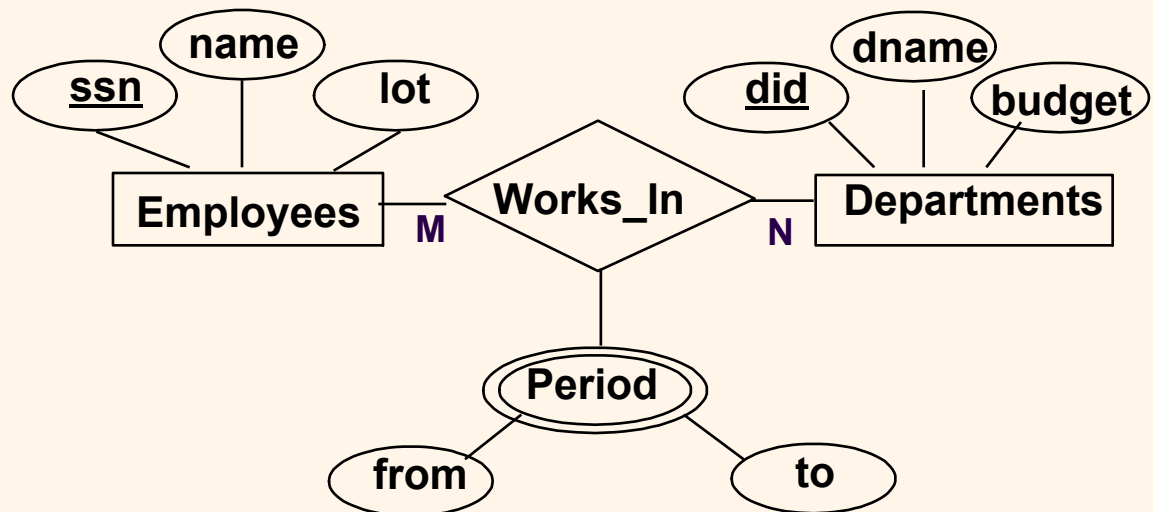 name
ssn
lot
dname
did
budget
Employees
M
Works_In
N
Departments
Period
from
to